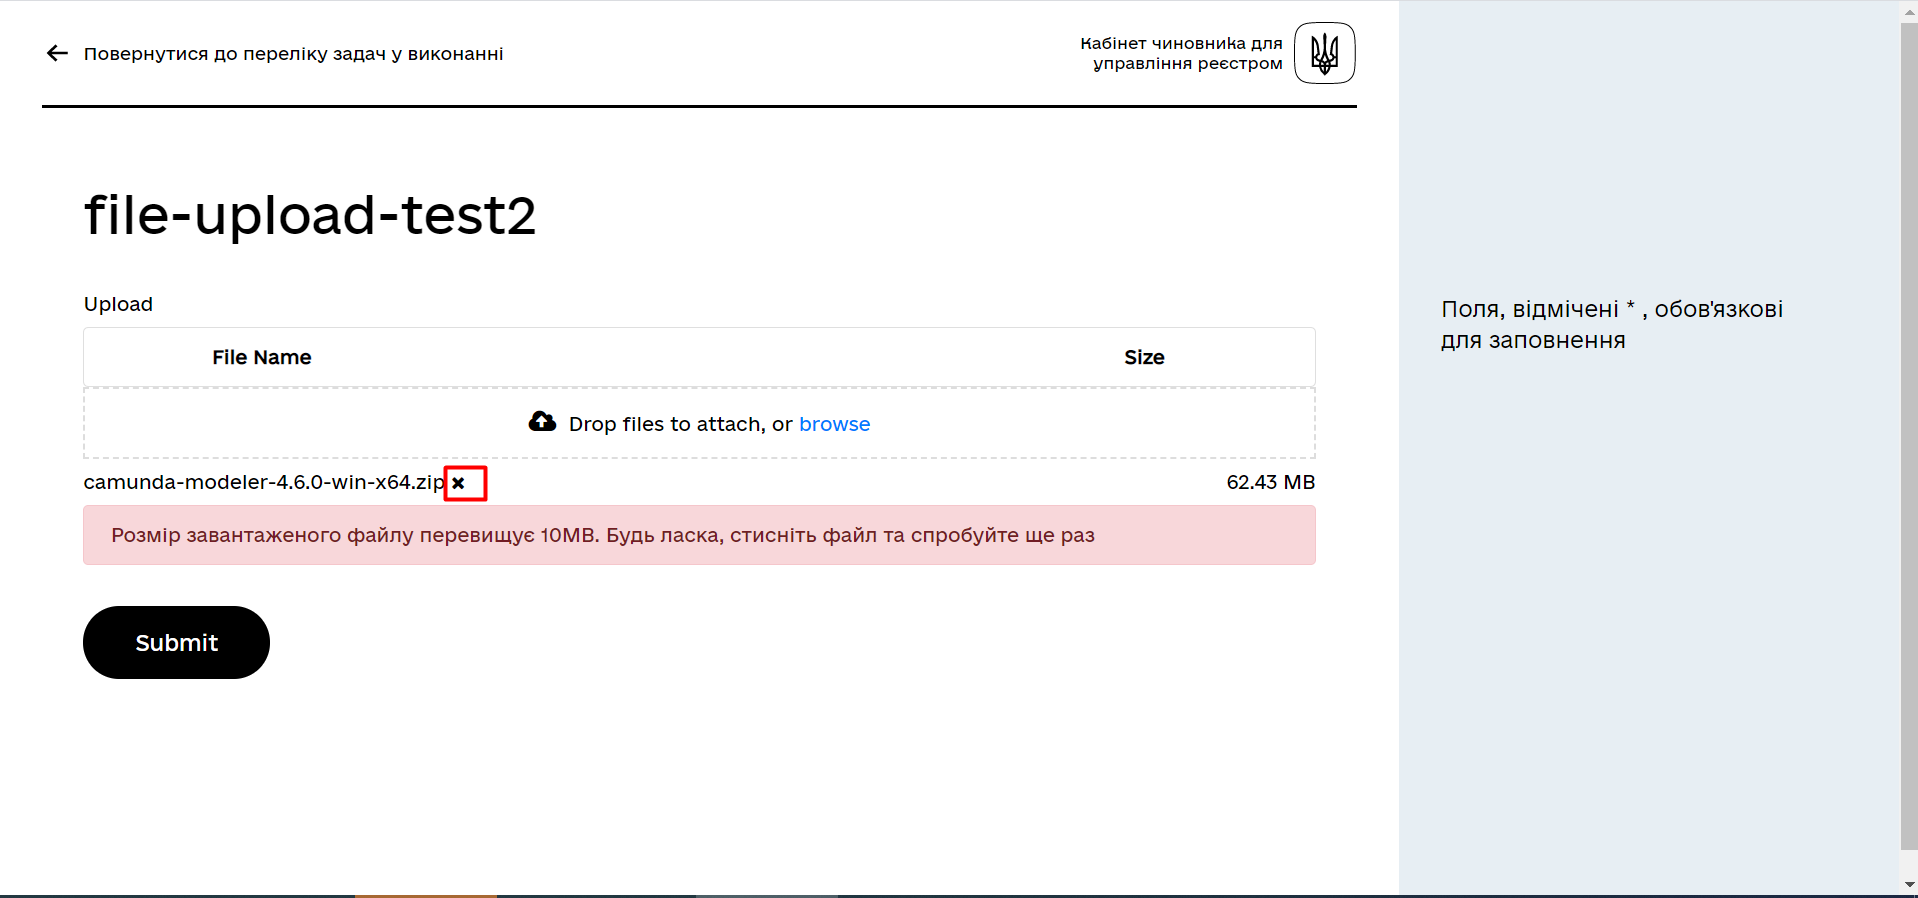 Повернутися до переліку задач у виконанні
Кабінет чиновника для
управління реєстром
file-upload-test2
Upload
File Name Size
Drop files to attach, or browse
camunda-modeler-4.6.0-win-x64.zip 62.43 MB
Розмір завантаженого файлу перевищує 10MB. Будь ласка, стисніть файл та спробуйте ще раз
Submit
Поля, відмічені * , обов'язкові
для заповнення